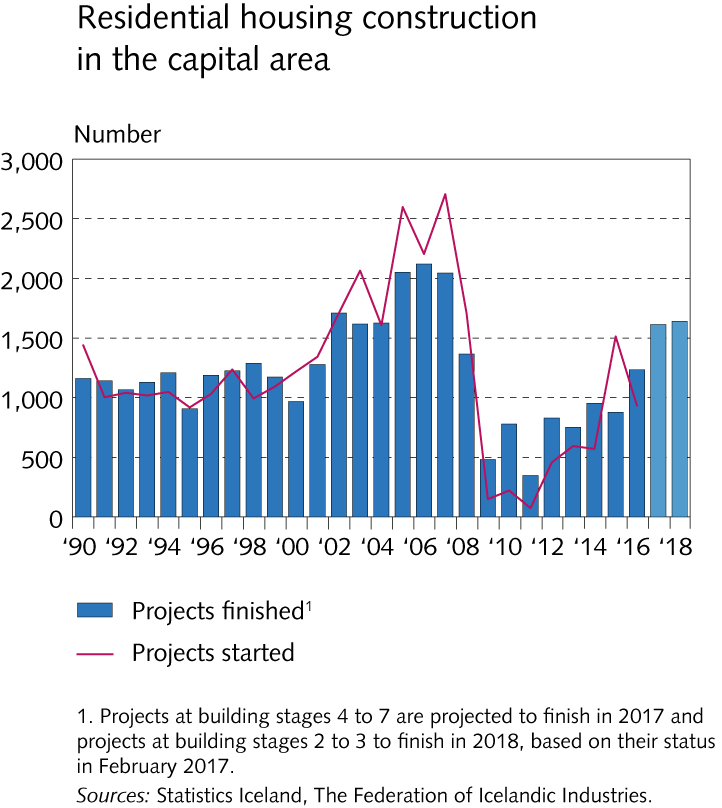 Residential housing construction
in the capital area
Number
3,000
2,500
2,000
1,500
1,000
500
0
‘90 ‘92 ‘94 ‘96 ‘98 ‘00 ‘02 ‘04 ‘06 ‘08 ‘10 ‘12 ‘14 ‘16 ‘18
Projects finished¹
Projects started
1. Projects at building stages 4 to 7 are projected to finish in 2017 and
projects at building stages 2 to 3 to finish in 2018, based on their status
in February 2017.
Sources: Statistics Iceland, The Federation of Icelandic Industries.